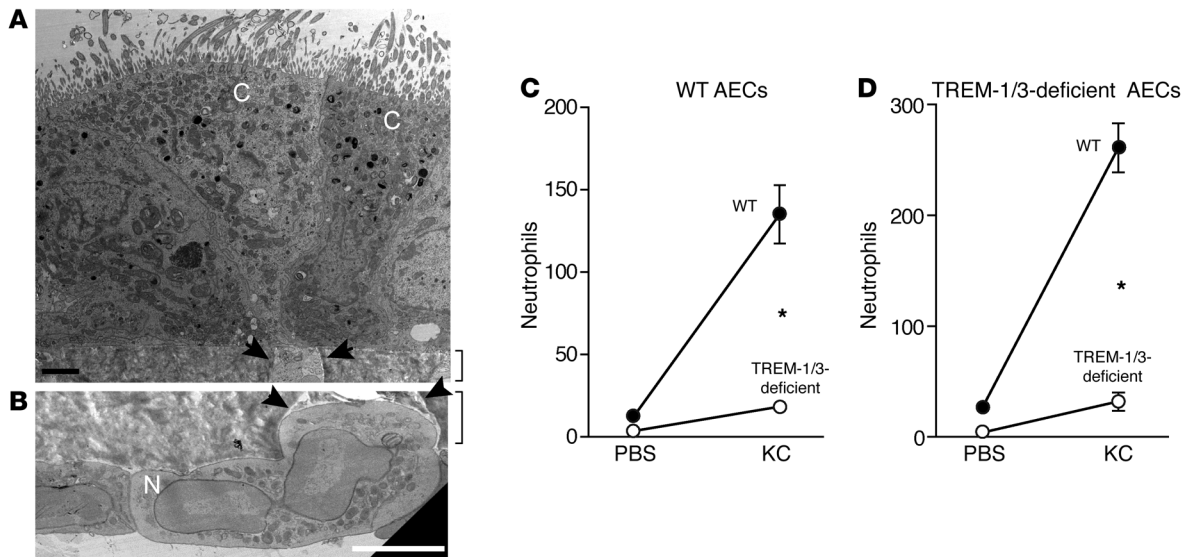 A
C
C
B
N
C
WT AECs
Neutrophils
200
150
100
50
0
WT
*
TREM-1/3-
deficient
PBS
KC
D
TREM-1/3-deficient AECs
Neutrophils
300
200
100
0
WT
*
TREM-1/3-
deficient
PBS
KC